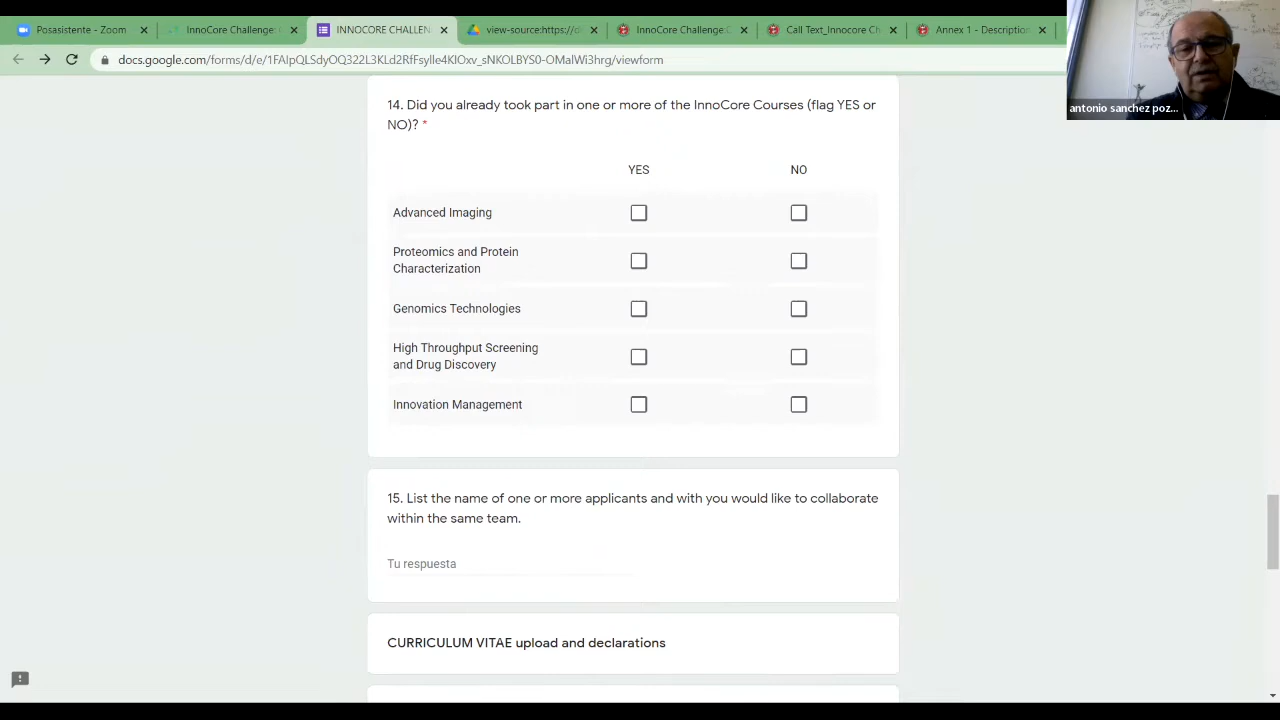 Posasistente - Zoom
InnoCore Challenge:
INNOCORE CHALLEN
view-source:https://d
InnoCore Challenge:
Call Text_Innocore Ch
Annex 1 - Description
docs.google.com/forms/d/e/1FAIpQLSdyOQ322L3KLd2RfFsylle4KIOxv_sNKOLBYS0-OMalWi3hrg/viewform
antonio sanchez poz...
14. Did you already took part in one or more of the InnoCore Courses (flag YES or
NO)? *
YES NO
Advanced Imaging
Proteomics and Protein
Characterization
Genomics Technologies
High Throughput Screening
and Drug Discovery
Innovation Management
15. List the name of one or more applicants and with you would like to collaborate
within the same team.
Tu respuesta
CURRICULUM VITAE upload and declarations